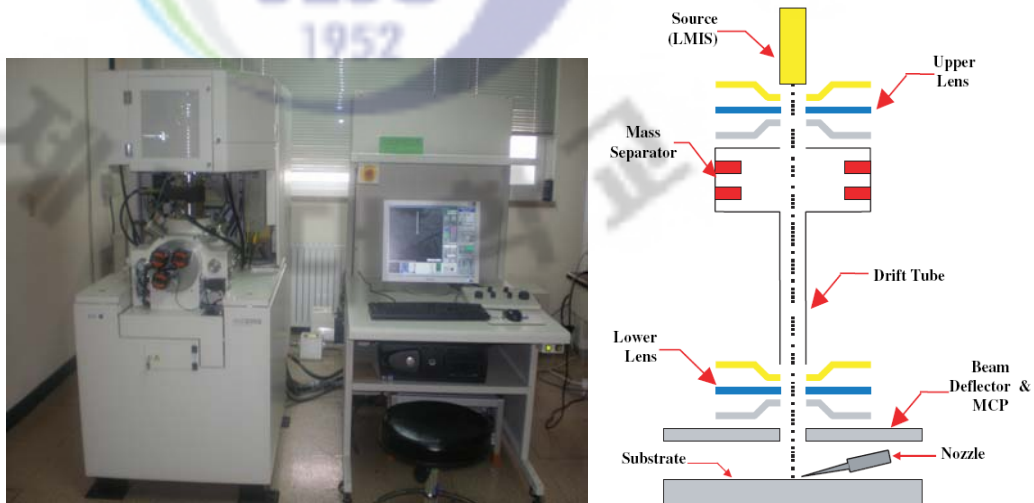 1952
Source
(LMIS)
Upper
Lens
Mass
Separator
Drift Tube
Lower
Lens
Beam
Deflector &
MCP
Substrate
Nozzle